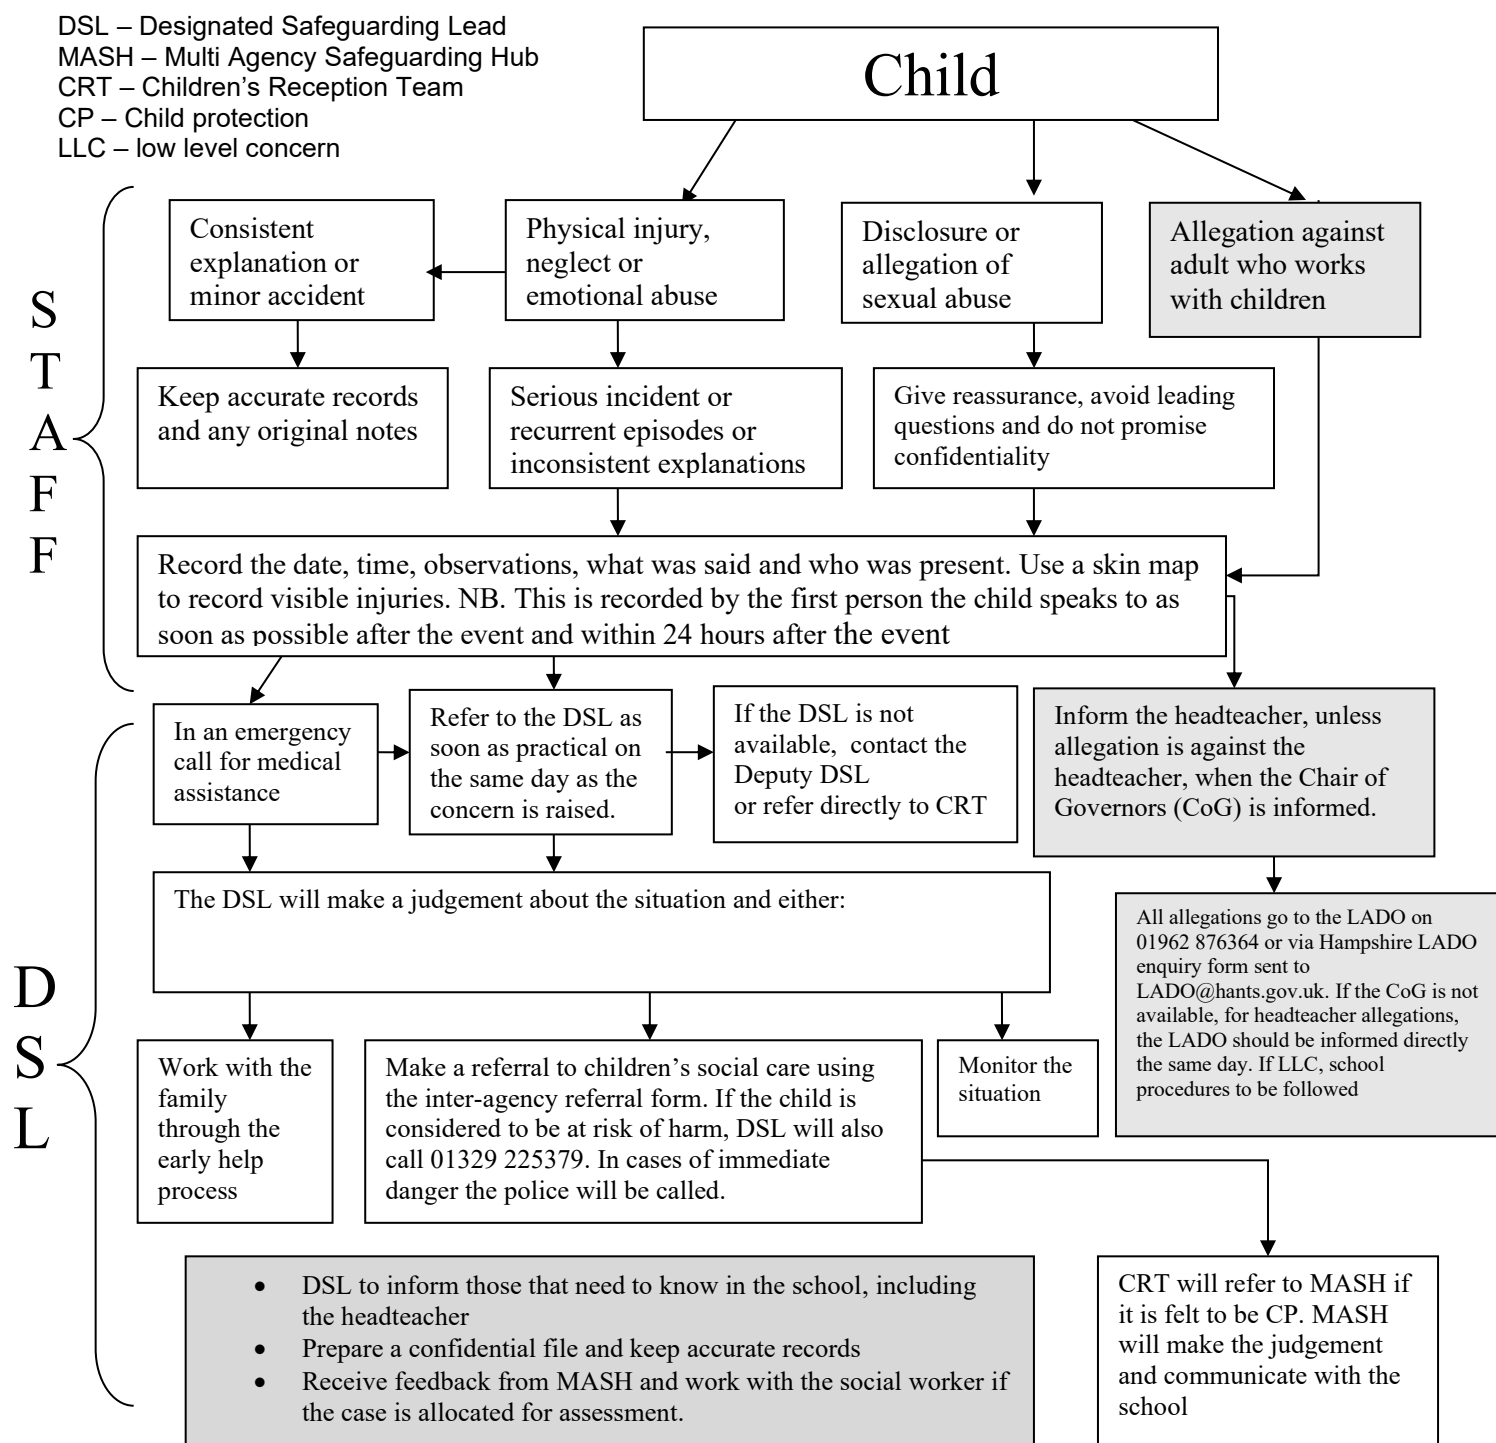 DSL – Designated Safeguarding Lead
MASH – Multi Agency Safeguarding Hub
CRT – Children's Reception Team
CP – Child protection
LLC – low level concern
Child
S
T
A
F
F
Consistent
explanation or
minor accident
Physical injury,
neglect or
emotional abuse
Disclosure or
allegation of
sexual abuse
Allegation against
adult who works
with children
Keep accurate records
and any original notes
Serious incident or
recurrent episodes or
inconsistent explanations
Give reassurance, avoid leading
questions and do not promise
confidentiality
Record the date, time, observations, what was said and who was present. Use a skin map
to record visible injuries. NB. This is recorded by the first person the child speaks to as
soon as possible after the event and within 24 hours after the event
D
S
L
In an emergency
call for medical
assistance
Refer to the DSL as
soon as practical on
the same day as the
concern is raised.
If the DSL is not
available,  contact the
Deputy DSL
or refer directly to CRT
Inform the headteacher, unless
allegation is against the
headteacher, when the Chair of
Governors (CoG) is informed.
The DSL will make a judgement about the situation and either:
All allegations go to the LADO on
01962 876364 or via Hampshire LADO
enquiry form sent to
LADO@hants.gov.uk. If the CoG is not
available, for headteacher allegations,
the LADO should be informed directly
the same day. If LLC, school
procedures to be followed
Work with the
family
through the
early help
process
Make a referral to children's social care using
the inter-agency referral form. If the child is
considered to be at risk of harm, DSL will also
call 01329 225379. In cases of immediate
danger the police will be called.
Monitor the
situation
• DSL to inform those that need to know in the school, including
the headteacher
• Prepare a confidential file and keep accurate records
• Receive feedback from MASH and work with the social worker if
the case is allocated for assessment.
CRT will refer to MASH if
it is felt to be CP. MASH
will make the judgement
and communicate with the
school